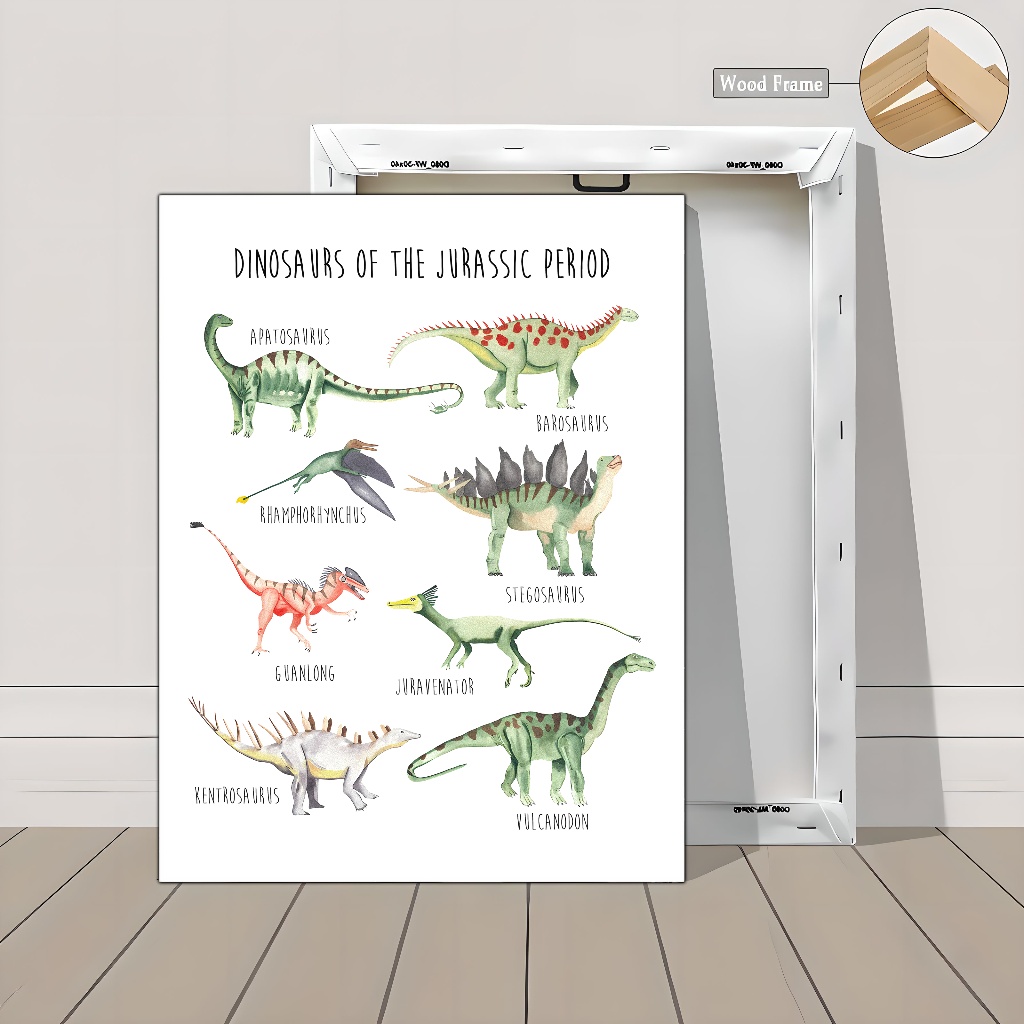 Wood Frame
DINOSAURS OF THE JURASSIC PERIOD
APATOSAURUS
BAROSAURUS
RHAMPHORHYNCHUS
STEGOSAURUS
GUANLONG
JURAVENATOR
KENTROSAURUS
VULCANODON